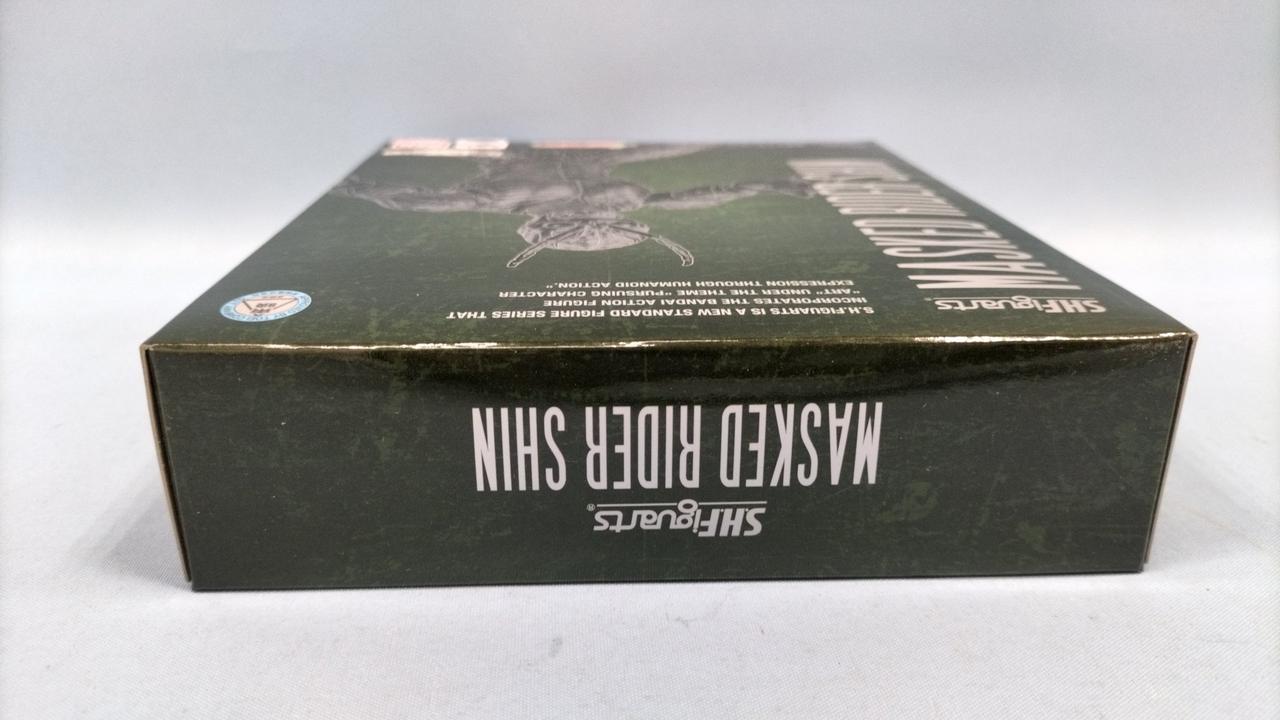 S.H.Figuarts
MASKED RIDER SHIN
S.H.FIGUARTS IS A NEW STANDARD FIGURE SERIES THAT
INCORPORATES THE BANDAI ACTION FIGURE
"ART" UNDER THE THEME "PURSUING CHARACTER
EXPRESSION THROUGH HUMANOID ACTION."
S.H.Figuarts®
MASKED RIDER SHIN